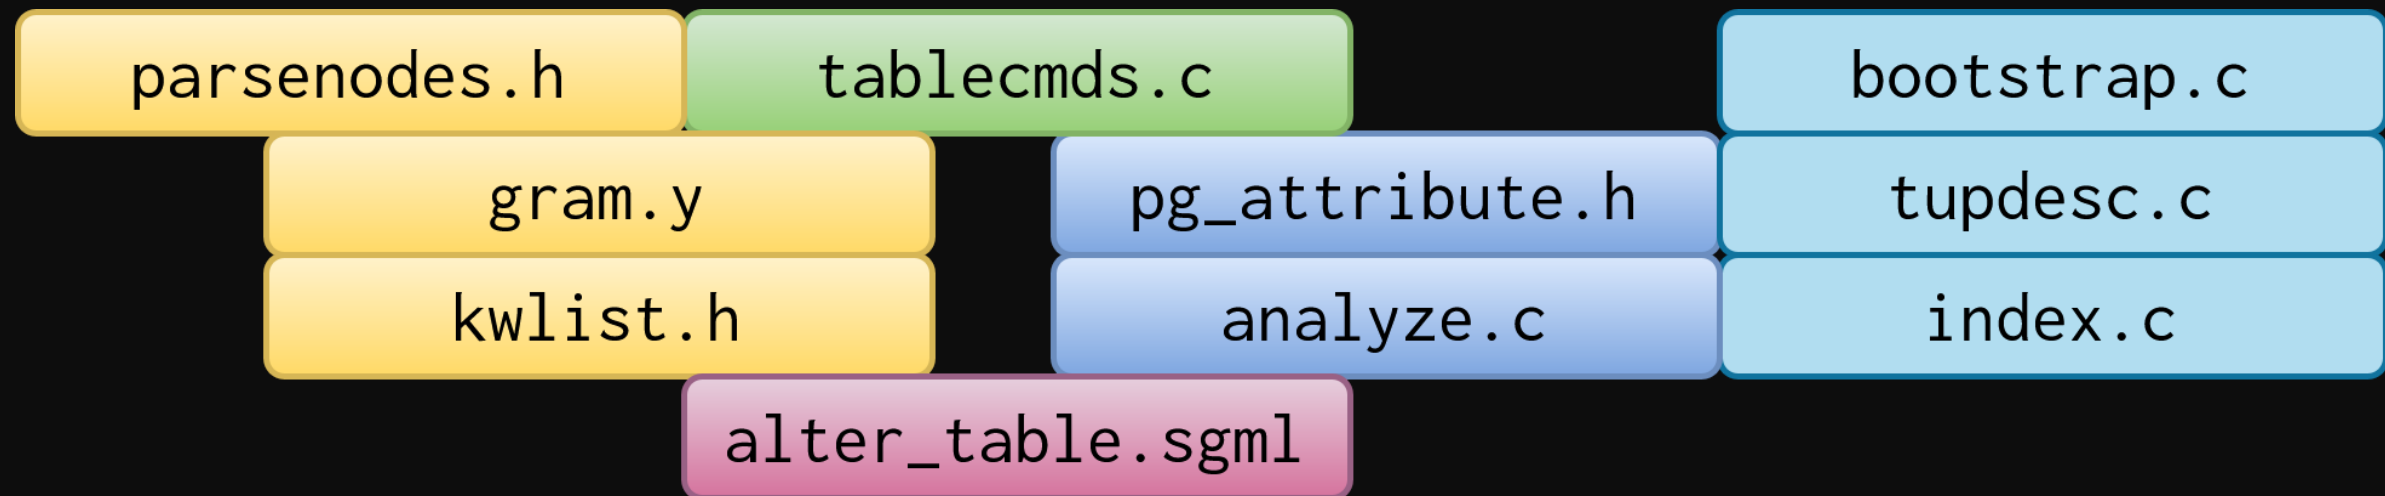 parsenodes.h
tablecmds.c
bootstrap.c
gram.y
pg_attribute.h
tupdesc.c
kwlist.h
analyze.c
index.c
alter_table.sgml